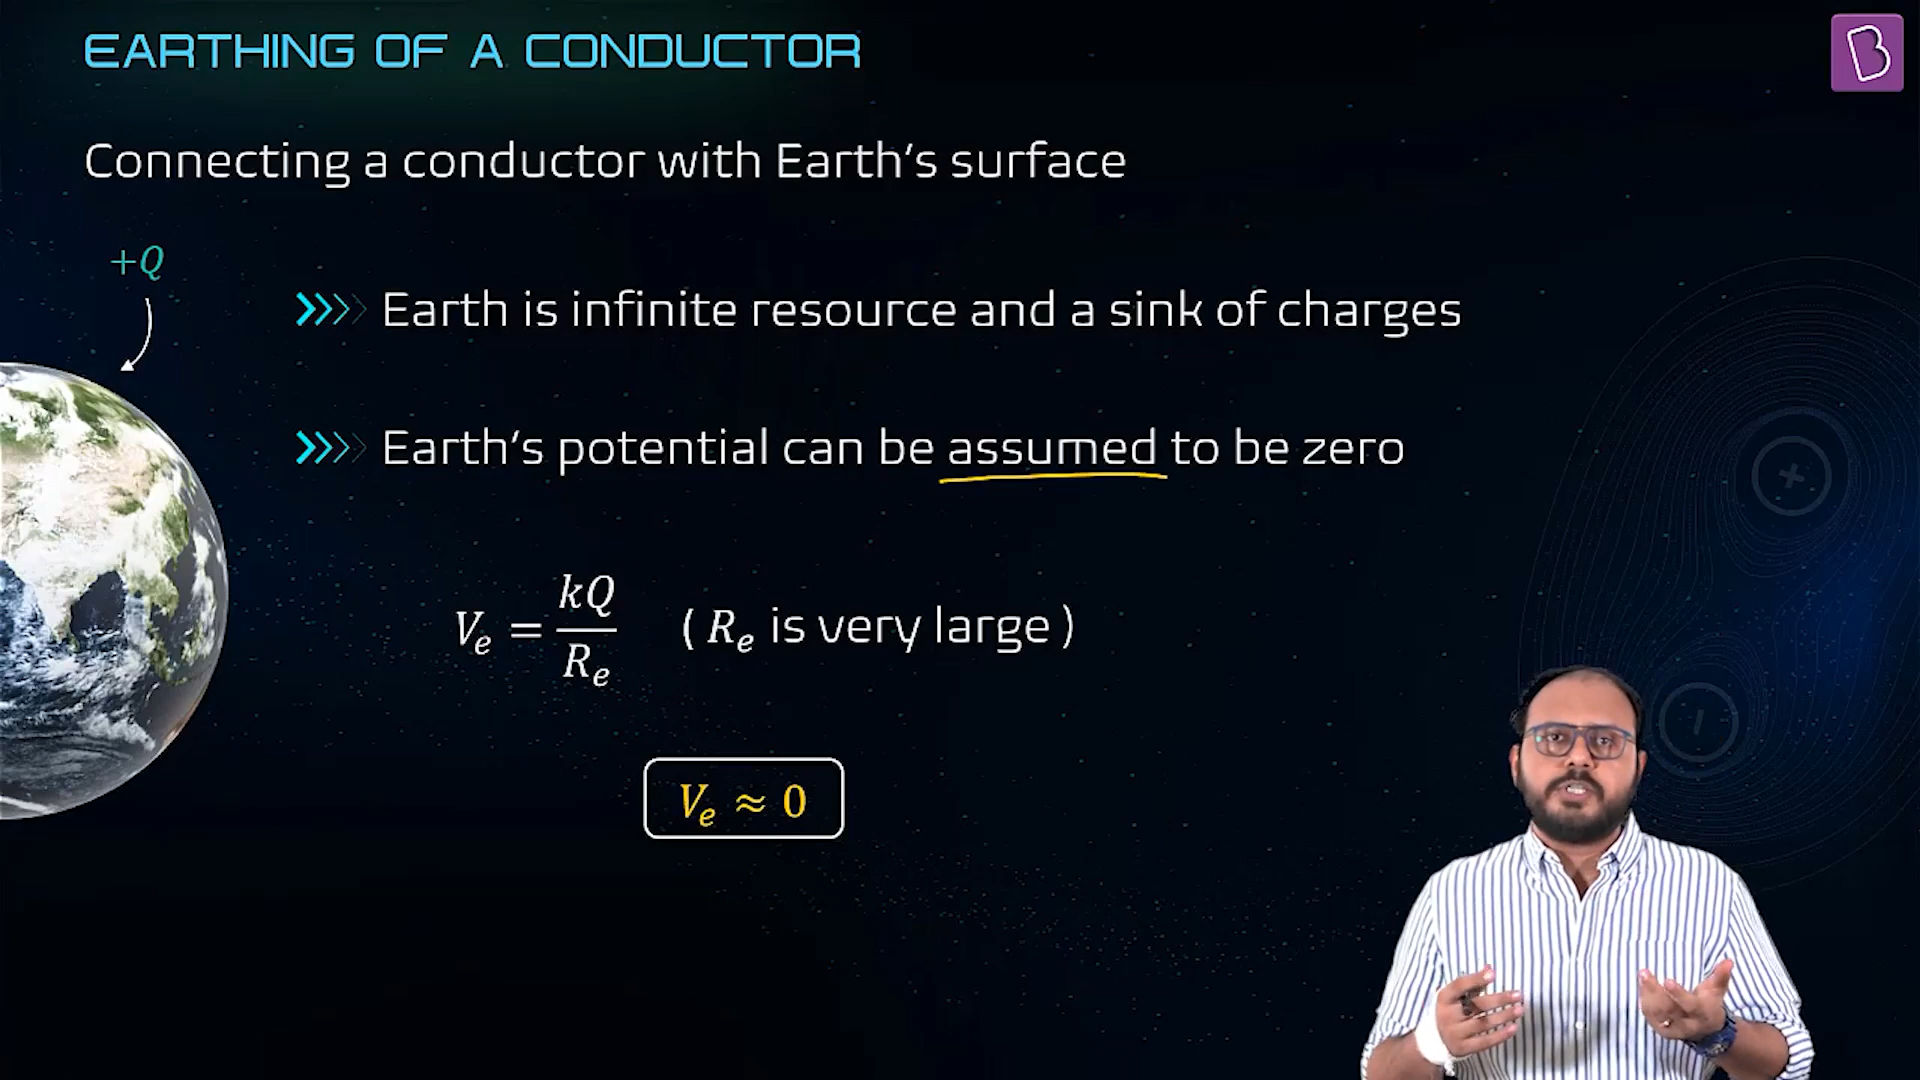 EARTHING OF A CONDUCTOR
B
Connecting a conductor with Earth's surface
+Q
Earth is infinite resource and a sink of charges
Earth's potential can be assumed to be zero
V_e = kQ/R_e ( R_e is very large )
V_e ≈ 0